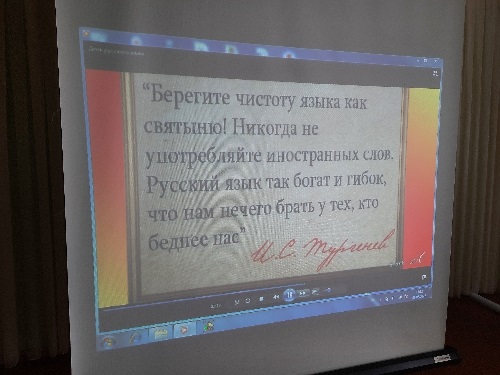 “Берегите чистоту языка как
святыню! Никогда не
употребляйте иностранных слов.
Русский язык так богат и гибок,
что нам нечего брать у тех, кто
беднее нас”
И.С. Тургенев